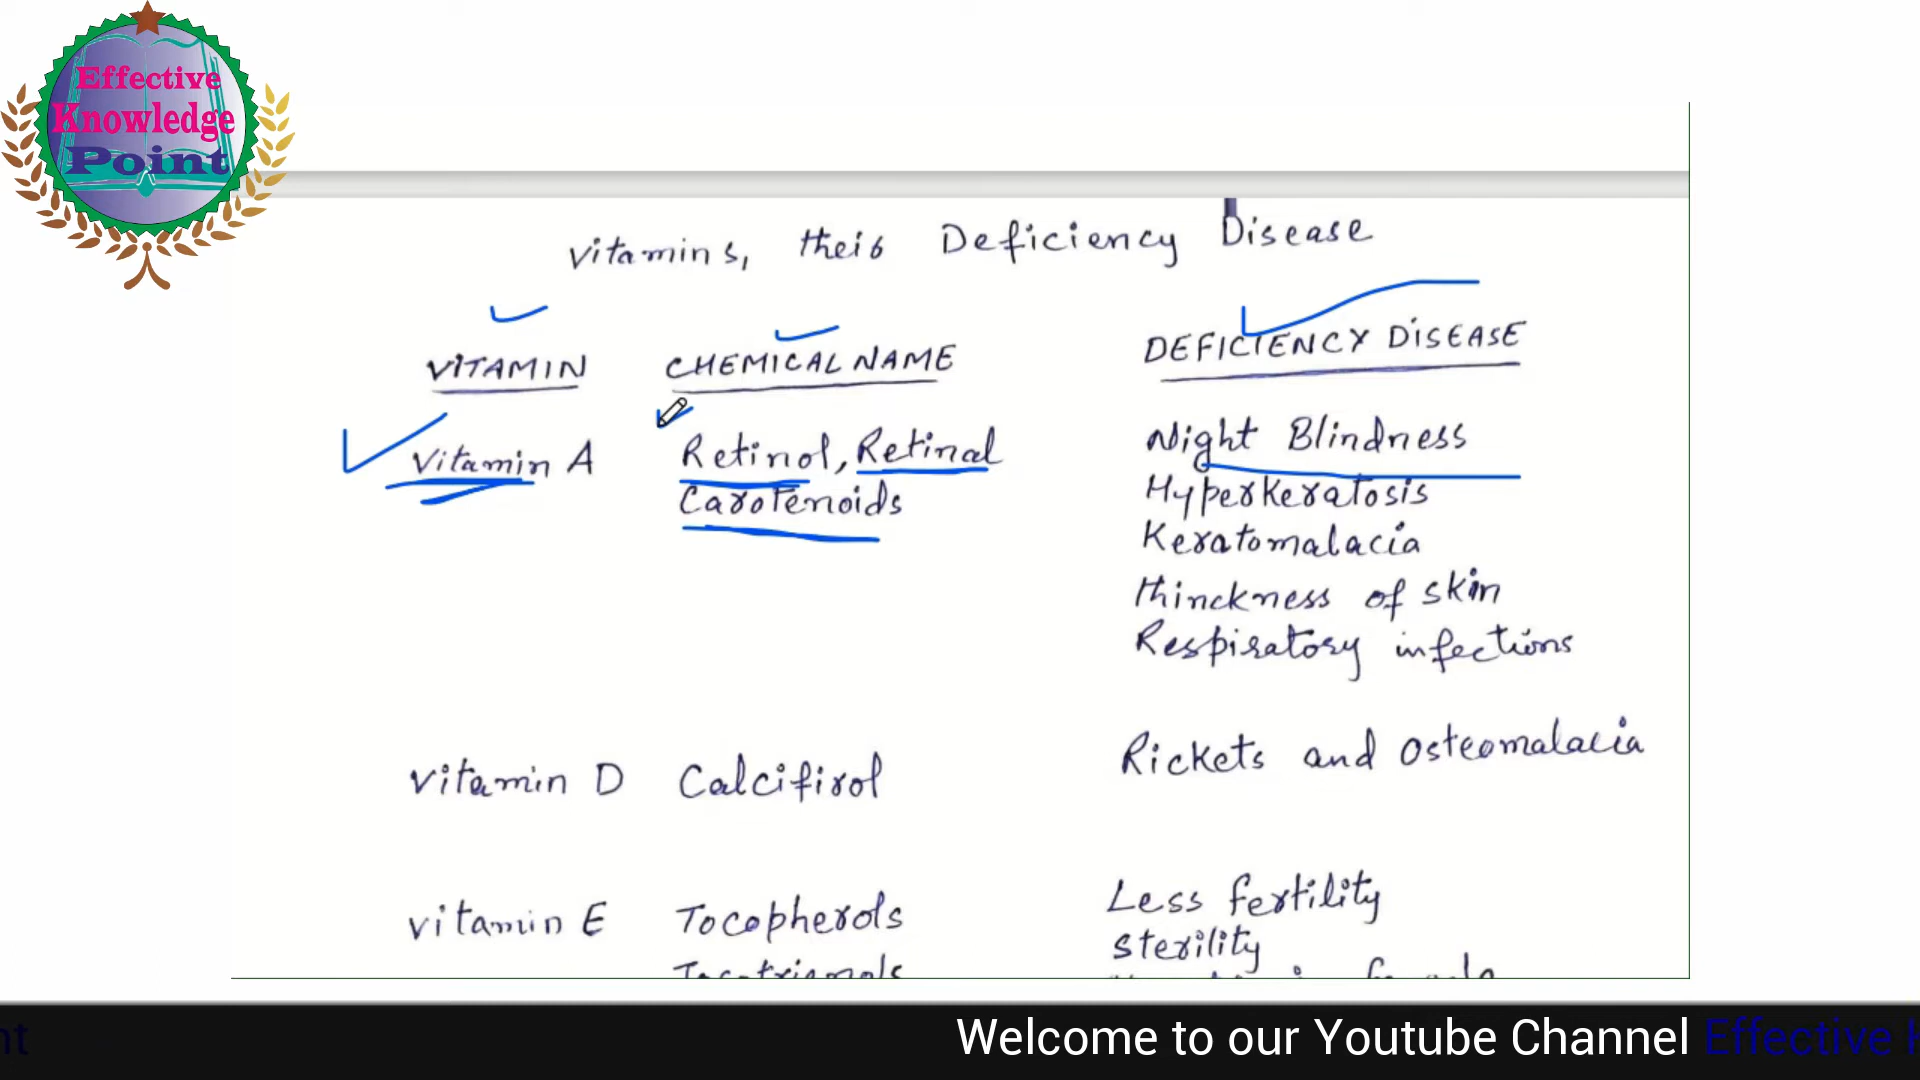 Effective
Knowledge
Point
Vitamins, their Deficiency Disease
VITAMIN CHEMICAL NAME DEFICIENCY DISEASE
Vitamin A Retinol, Retinal Night Blindness
Carotenoids Hyperkeratosis
Keratomalacia
thinckness of skin
Respiratory infections
Vitamin D Calcifirol Rickets and Osteomalacia
Vitamin E Tocopherols Less fertility
sterility
Welcome to our Youtube Channel Effective